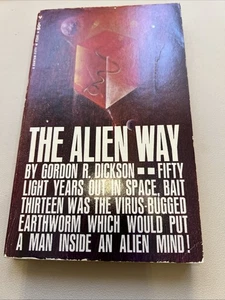 THE ALIEN WAY
BY GORDON R. DICKSON--FIFTY
LIGHT YEARS OUT IN SPACE, BAIT
THIRTEEN WAS THE VIRUS-BUGGED
EARTHWORM WHICH WOULD PUT
A MAN INSIDE AN ALIEN MIND!